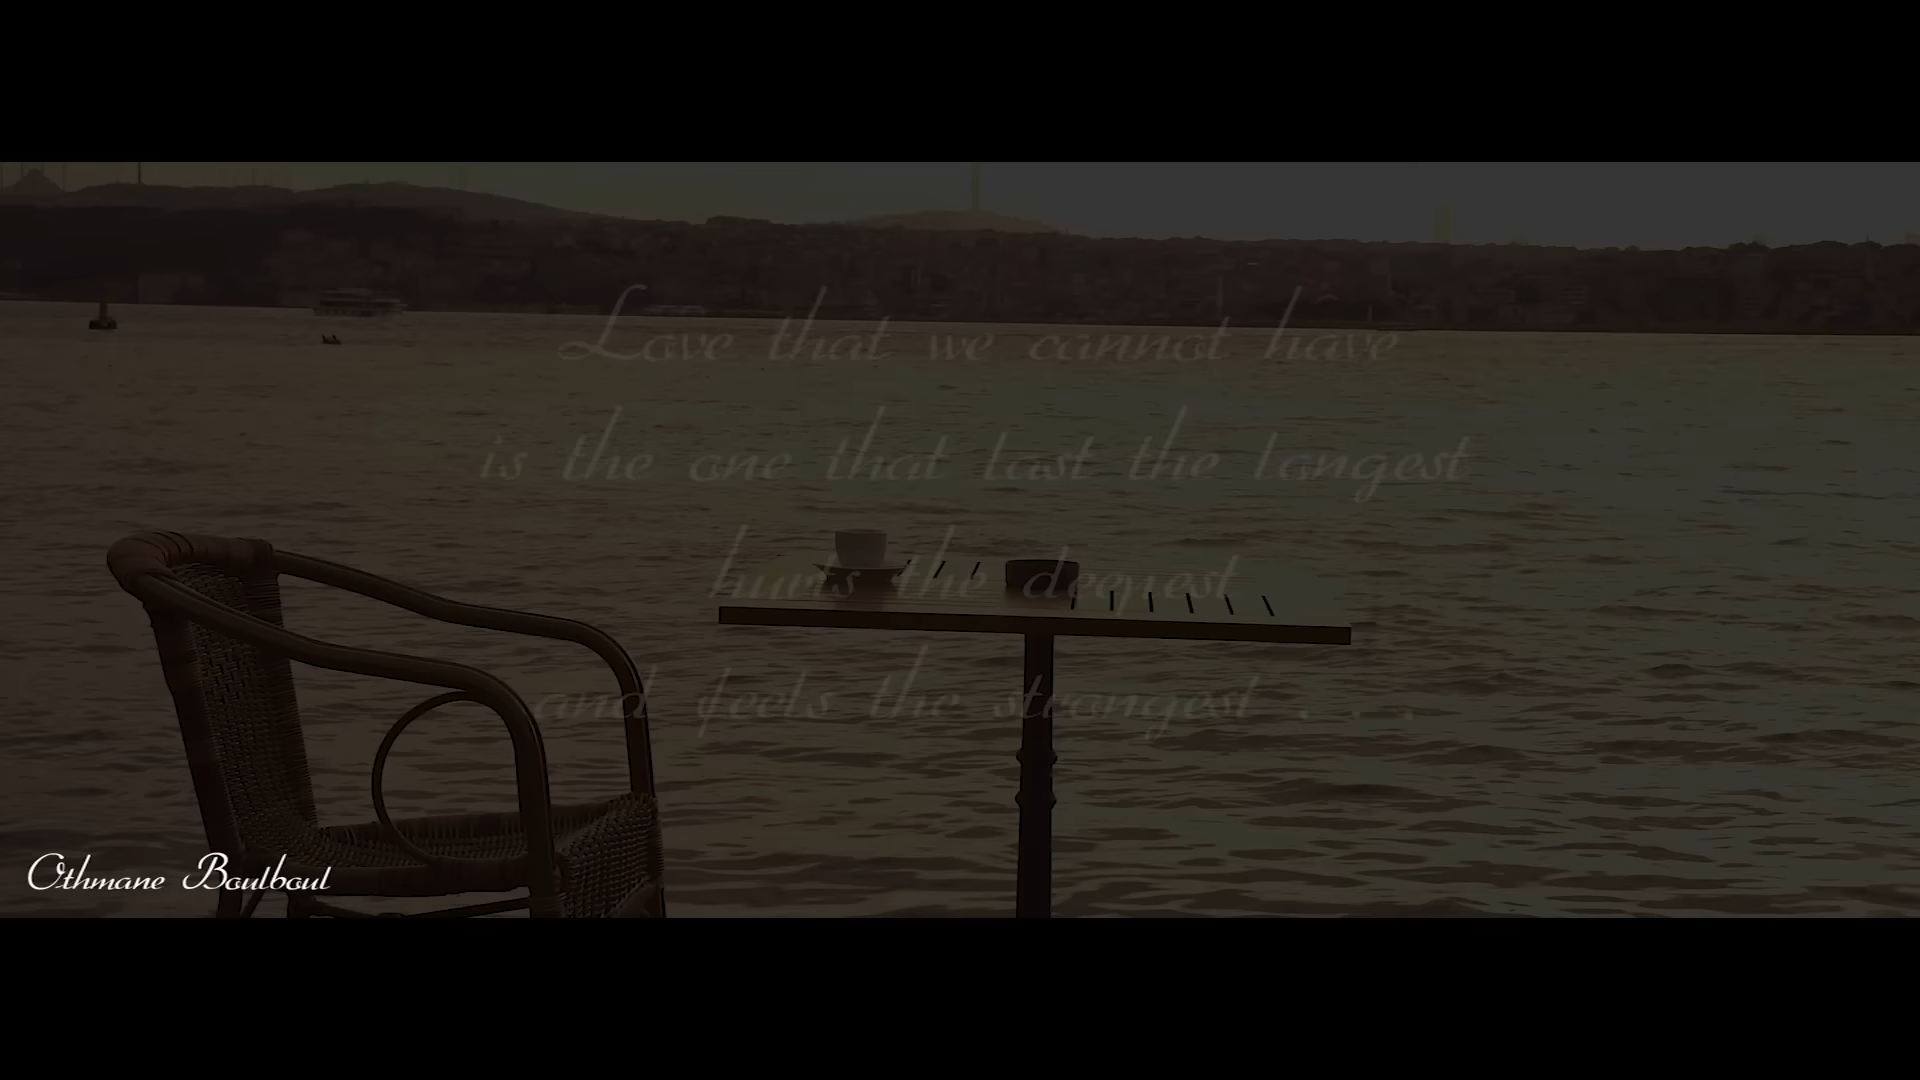 Love that we cannot have
is the one that last the longest
hurts the deepest
and feels the strongest . . .
Othmane Boulboul